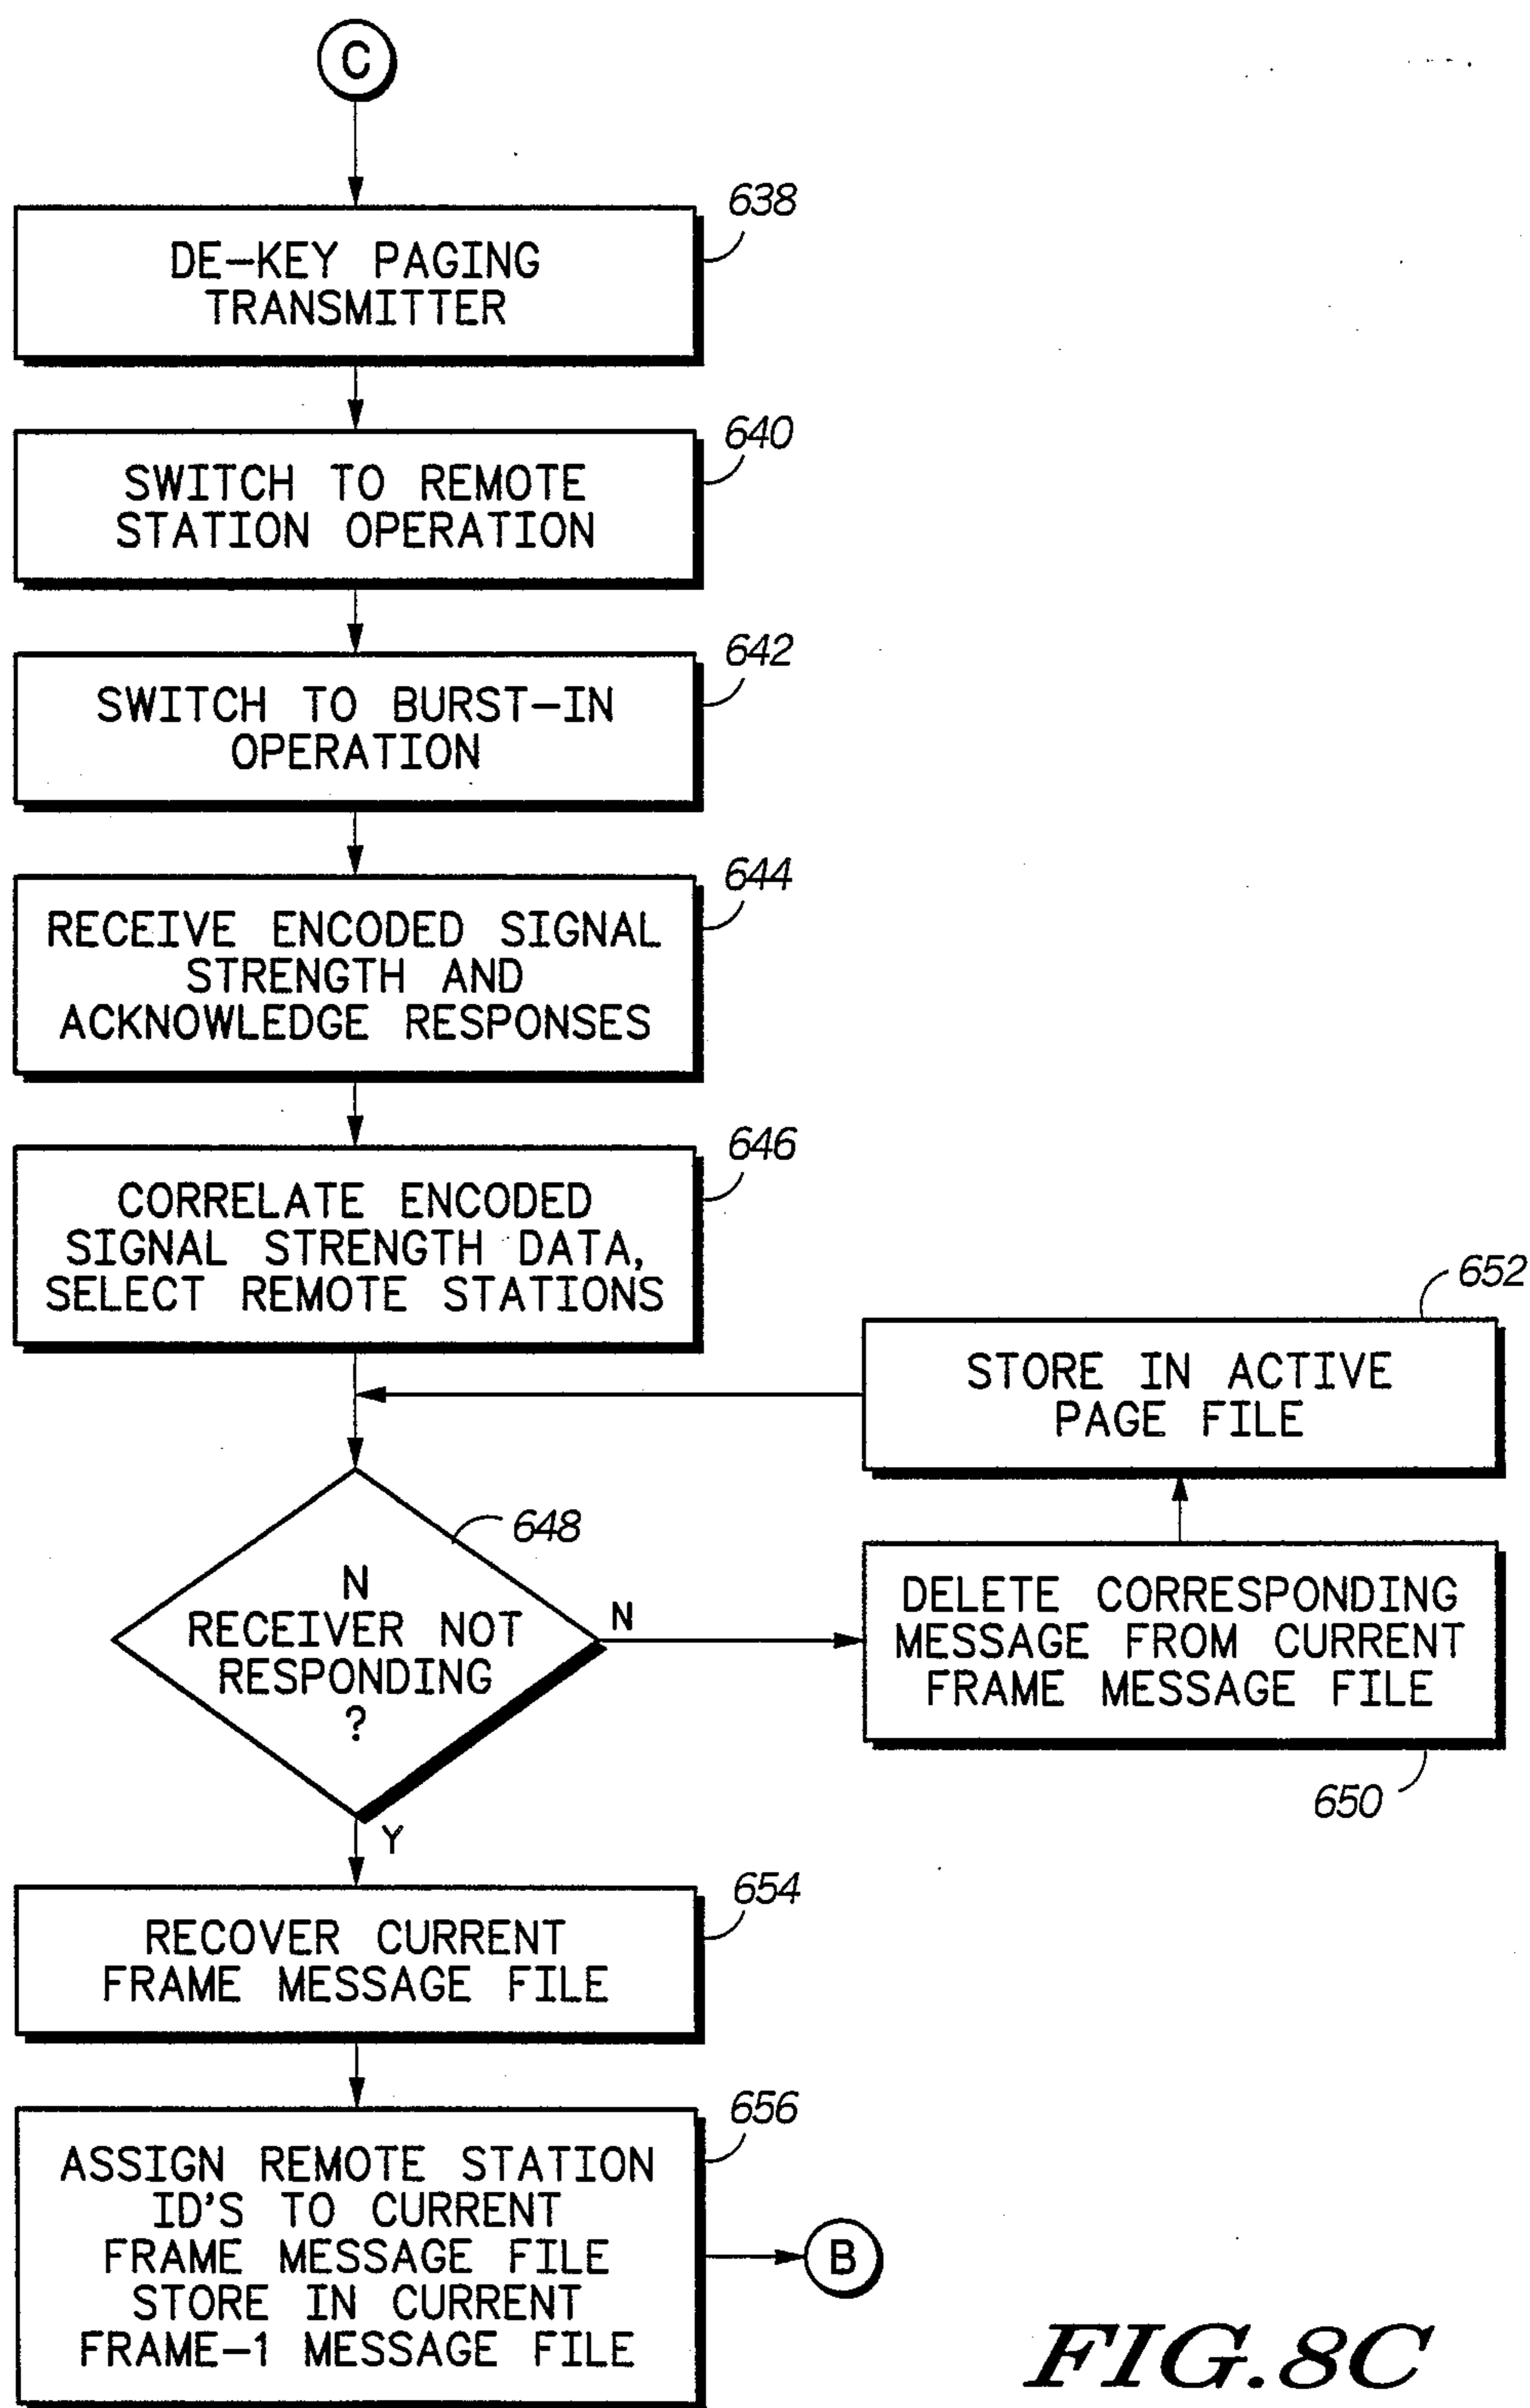 C
638
DE-KEY PAGING
TRANSMITTER
640
SWITCH TO REMOTE
STATION OPERATION
642
SWITCH TO BURST-IN
OPERATION
644
RECEIVE ENCODED SIGNAL
STRENGTH AND
ACKNOWLEDGE RESPONSES
646
CORRELATE ENCODED
SIGNAL STRENGTH DATA,
SELECT REMOTE STATIONS
652
STORE IN ACTIVE
PAGE FILE
648
N
RECEIVER NOT
RESPONDING
?
N
DELETE CORRESPONDING
MESSAGE FROM CURRENT
FRAME MESSAGE FILE
650
Y
654
RECOVER CURRENT
FRAME MESSAGE FILE
656
ASSIGN REMOTE STATION
ID'S TO CURRENT
FRAME MESSAGE FILE
STORE IN CURRENT
FRAME-1 MESSAGE FILE
B
FIG.8C